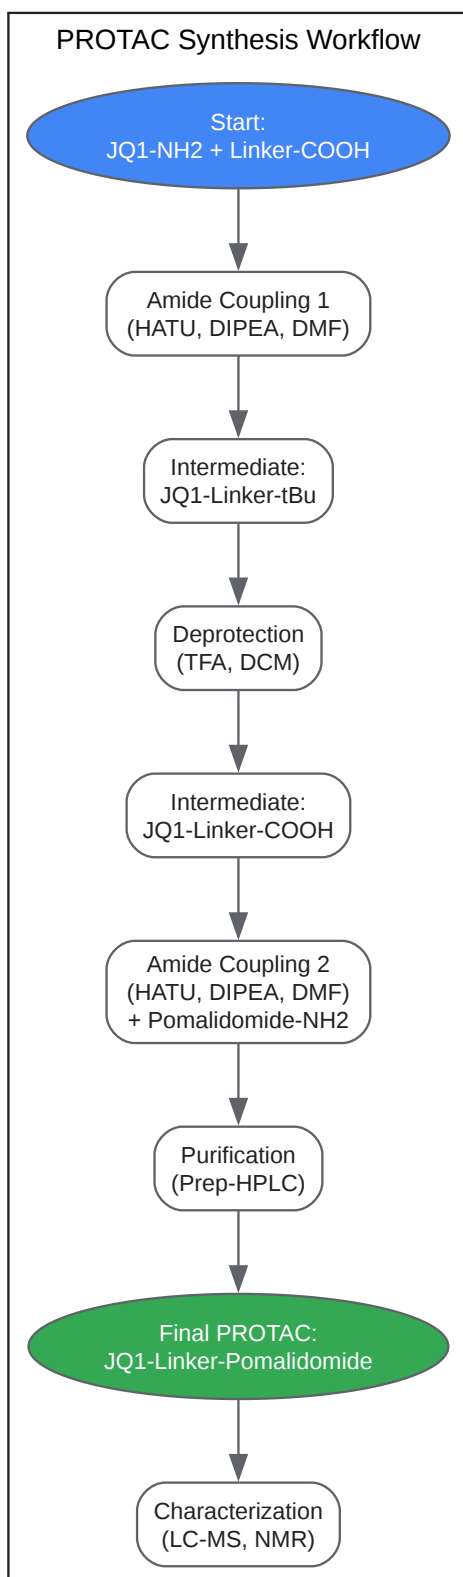 PROTAC Synthesis Workflow
Start:
JQ1-NH2 + Linker-COOH
Amide Coupling 1
(HATU, DIPEA, DMF)
Intermediate:
JQ1-Linker-tBu
Deprotection
(TFA, DCM)
Intermediate:
JQ1-Linker-COOH
Amide Coupling 2
(HATU, DIPEA, DMF)
+ Pomalidomide-NH2
Purification
(Prep-HPLC)
Final PROTAC:
JQ1-Linker-Pomalidomide
Characterization
(LC-MS, NMR)